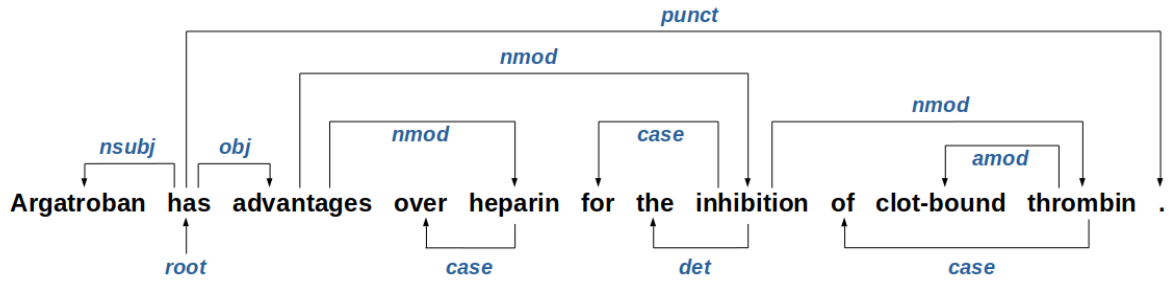 punct
nmod
nmod
nsubj obj nmod case amod
Argatroban has advantages over heparin for the inhibition of clot-bound thrombin .
root case det case